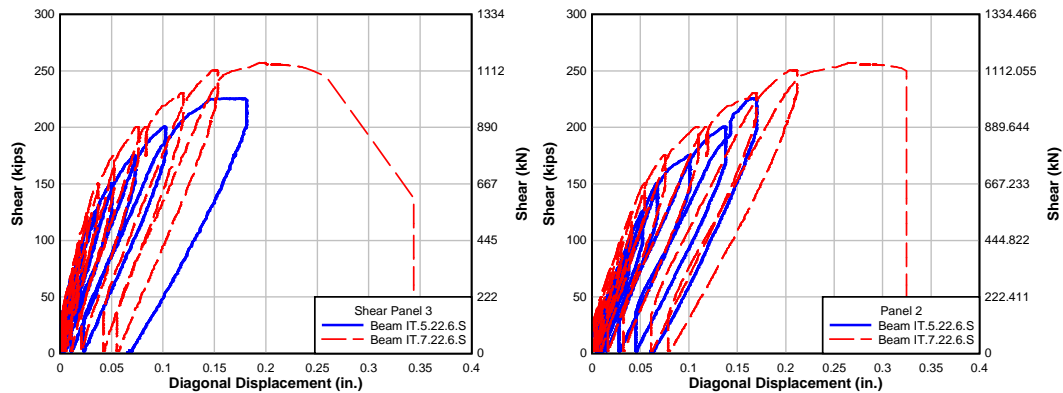 300
250
200
150
100
50
0
Shear (kips)
1334
1112
890
667
445
222
0
Shear (kN)
0 0.05 0.1 0.15 0.2 0.25 0.3 0.35 0.4
Diagonal Displacement (in.)
Shear Panel 3
Beam IT.5.22.6.S
Beam IT.7.22.6.S
300
250
200
150
100
50
0
Shear (kips)
1334.466
1112.055
889.644
667.233
444.822
222.411
0
Shear (kN)
0 0.05 0.1 0.15 0.2 0.25 0.3 0.35 0.4
Diagonal Displacement (in.)
Panel 2
Beam IT.5.22.6.S
Beam IT.7.22.6.S